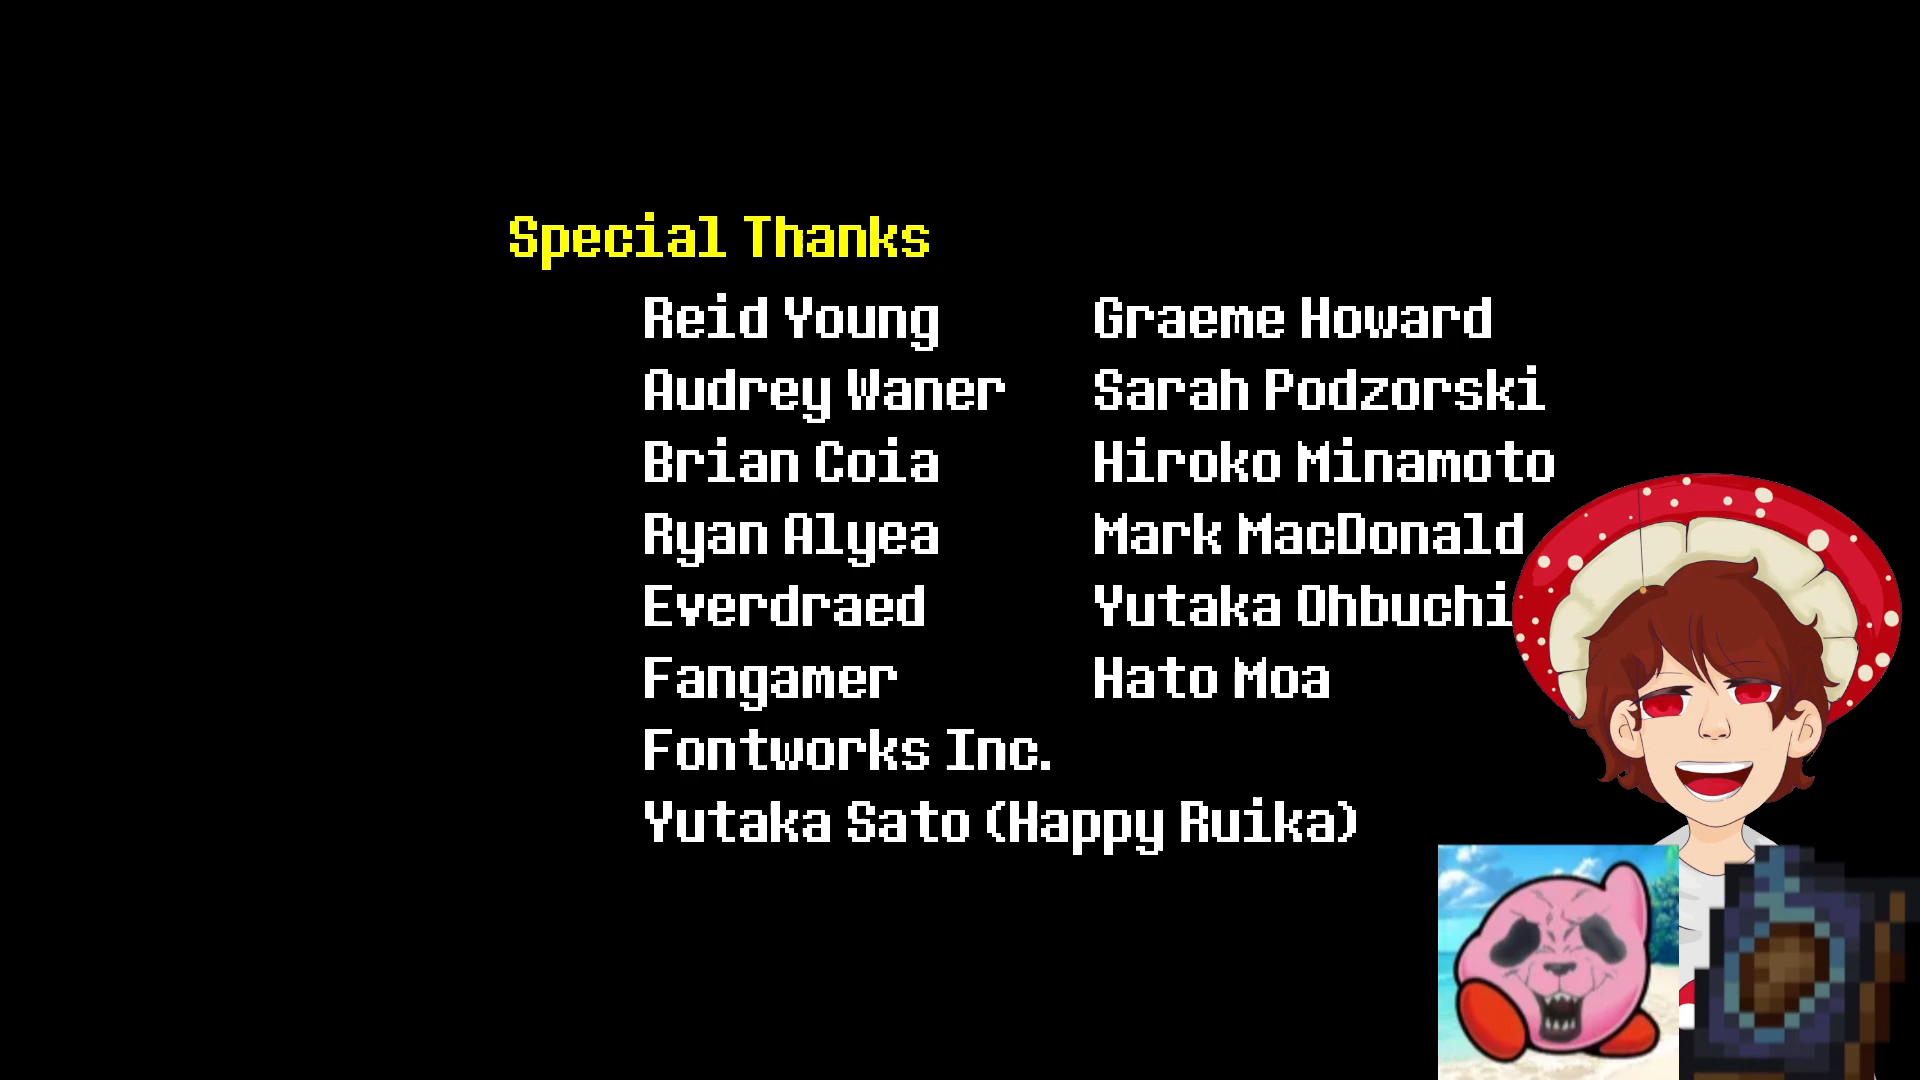 Special Thanks
Reid Young Graeme Howard
Audrey Waner Sarah Podzorski
Brian Coia Hiroko Minamoto
Ryan Alyea Mark MacDonald
Everdraed Yutaka Ohbuchi
Fangamer Hato Moa
Fontworks Inc.
Yutaka Sato (Happy Ruika)